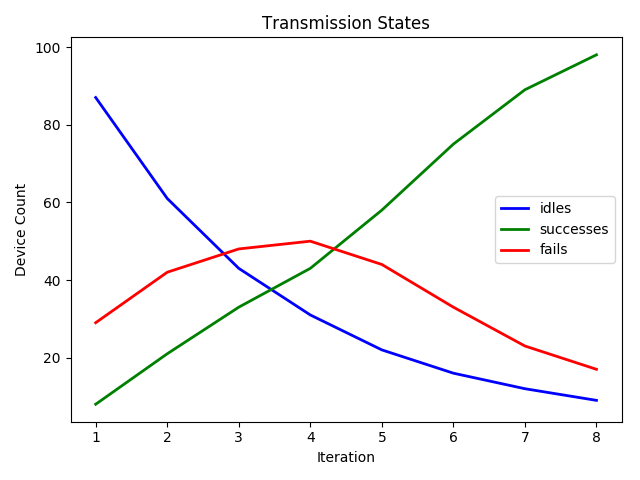 Transmission States
Device Count
100
80
60
40
20
idles
successes
fails
1 2 3 4 5 6 7 8
Iteration